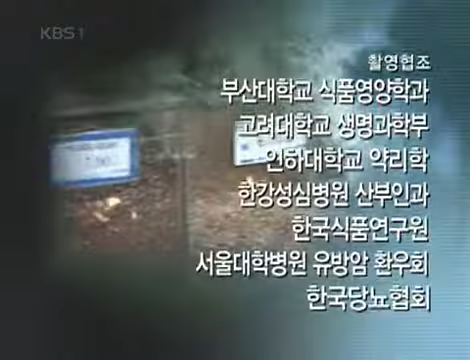 KBS1
촬영협조
부산대학교 식품영양학과
고려대학교 생명과학부
인하대학교 약리학
한강성심병원 산부인과
한국식품연구원
서울대학병원 유방암 환우회
한국당뇨협회